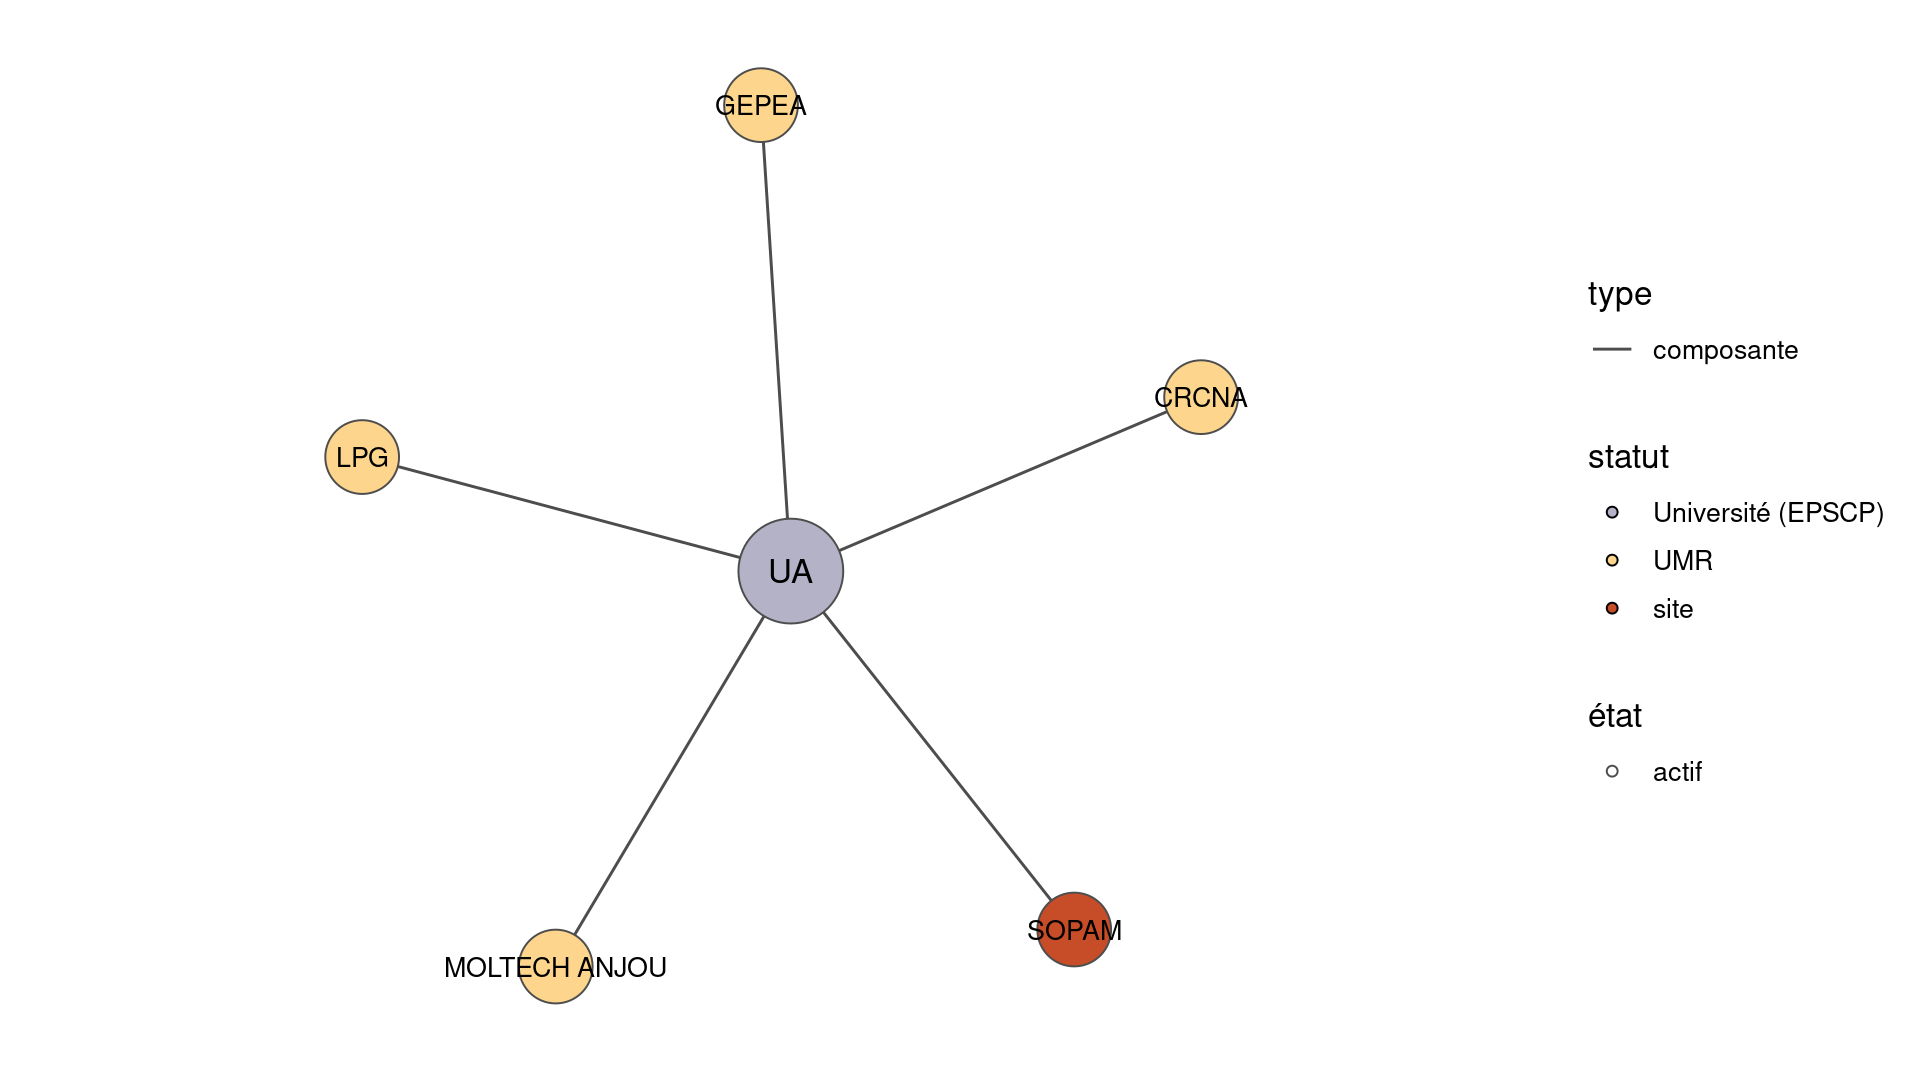 GEPEA
CRCNA
LPG
UA
SOPAM
MOLTECH ANJOU
type
composante
statut
Université (EPSCP)
UMR
site
état
actif